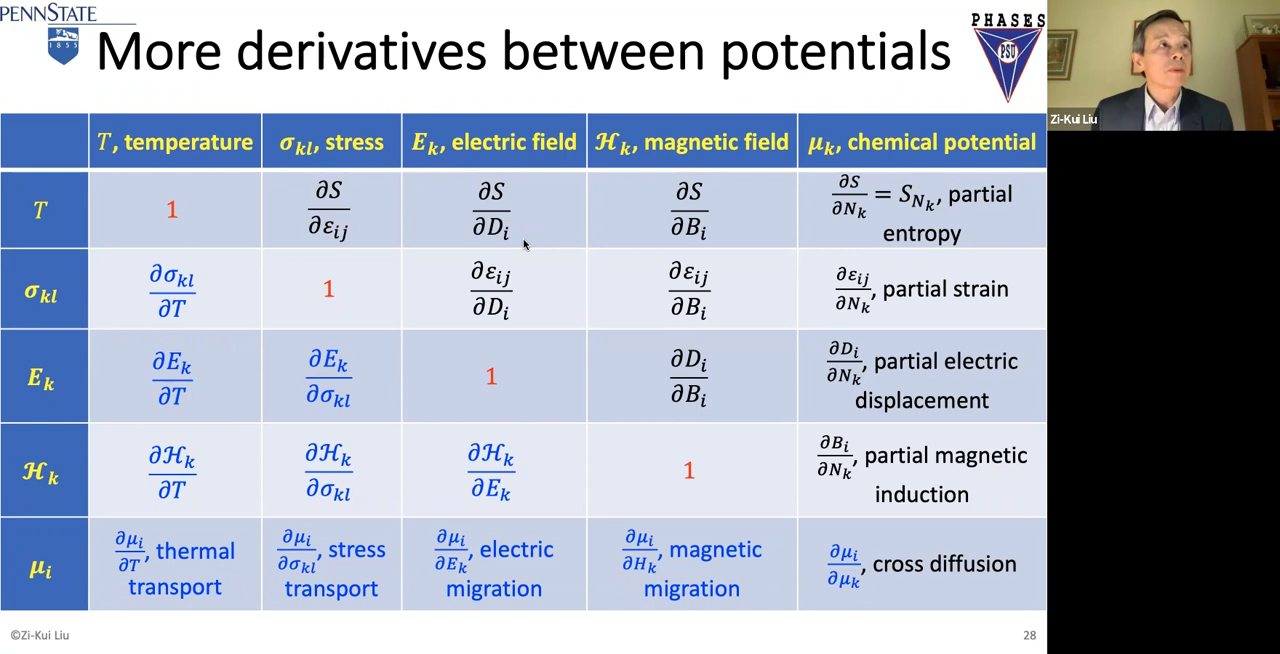 PENNSTATE
1855
More derivatives between potentials
PHASES
PSU
Zi-Kui Liu
T, temperature	σₖₗ, stress	Eₖ, electric field	ℋₖ, magnetic field	μₖ, chemical potential
T	1	∂S/∂εᵢⱼ	∂S/∂Dᵢ	∂S/∂Bᵢ	∂S/∂Nₖ = S_Nₖ, partial entropy
σₖₗ	∂σₖₗ/∂T	1	∂εᵢⱼ/∂Dᵢ	∂εᵢⱼ/∂Bᵢ	∂εᵢⱼ/∂Nₖ, partial strain
Eₖ	∂Eₖ/∂T	∂Eₖ/∂σₖₗ	1	∂Dᵢ/∂Bᵢ	∂Dᵢ/∂Nₖ, partial electric displacement
ℋₖ	∂ℋₖ/∂T	∂ℋₖ/∂σₖₗ	∂ℋₖ/∂Eₖ	1	∂Bᵢ/∂Nₖ, partial magnetic induction
μᵢ	∂μᵢ/∂T, thermal transport	∂μᵢ/∂σₖₗ, stress transport	∂μᵢ/∂Eₖ, electric migration	∂μᵢ/∂Hₖ, magnetic migration	∂μᵢ/∂μₖ, cross diffusion
©Zi-Kui Liu
28